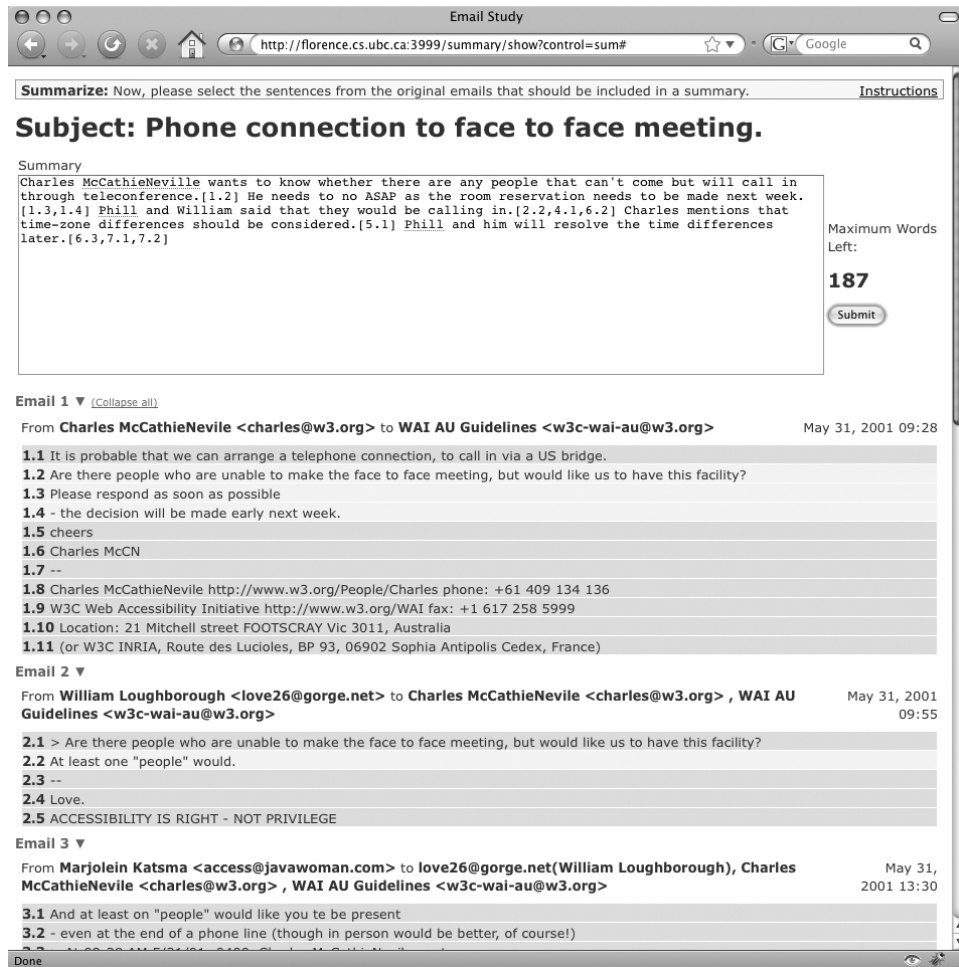 Email Study
http://florence.cs.ubc.ca:3999/summary/show?control=sum#
G
Google
Summarize: Now, please select the sentences from the original emails that should be included in a summary. Instructions
Subject: Phone connection to face to face meeting.
Summary
Charles McCathieNeville wants to know whether there are any people that can't come but will call in
through teleconference.[1.2] He needs to no ASAP as the room reservation needs to be made next week.
[1.3,1.4] Phill and William said that they would be calling in.[2.2,4.1,6.2] Charles mentions that
time-zone differences should be considered.[5.1] Phill and him will resolve the time differences
later.[6.3,7.1,7.2]
Maximum Words
Left:
187
Submit
Email 1 ▼ (Collapse all)
From Charles McCathieNevile <charles@w3.org> to WAI AU Guidelines <w3c-wai-au@w3.org> May 31, 2001 09:28
1.1 It is probable that we can arrange a telephone connection, to call in via a US bridge.
1.2 Are there people who are unable to make the face to face meeting, but would like us to have this facility?
1.3 Please respond as soon as possible
1.4 - the decision will be made early next week.
1.5 cheers
1.6 Charles McCN
1.7 --
1.8 Charles McCathieNevile http://www.w3.org/People/Charles phone: +61 409 134 136
1.9 W3C Web Accessibility Initiative http://www.w3.org/WAI fax: +1 617 258 5999
1.10 Location: 21 Mitchell street FOOTSCRAY Vic 3011, Australia
1.11 (or W3C INRIA, Route des Lucioles, BP 93, 06902 Sophia Antipolis Cedex, France)
Email 2 ▼
From William Loughborough <love26@gorge.net> to Charles McCathieNevile <charles@w3.org> , WAI AU May 31, 2001
Guidelines <w3c-wai-au@w3.org> 09:55
2.1 > Are there people who are unable to make the face to face meeting, but would like us to have this facility?
2.2 At least one "people" would.
2.3 --
2.4 Love.
2.5 ACCESSIBILITY IS RIGHT - NOT PRIVILEGE
Email 3 ▼
From Marjolein Katsma <access@javawoman.com> to love26@gorge.net(William Loughborough), Charles May 31,
McCathieNevile <charles@w3.org> , WAI AU Guidelines <w3c-wai-au@w3.org> 2001 13:30
3.1 And at least on "people" would like you te be present
3.2 - even at the end of a phone line (though in person would be better, of course!)
Done